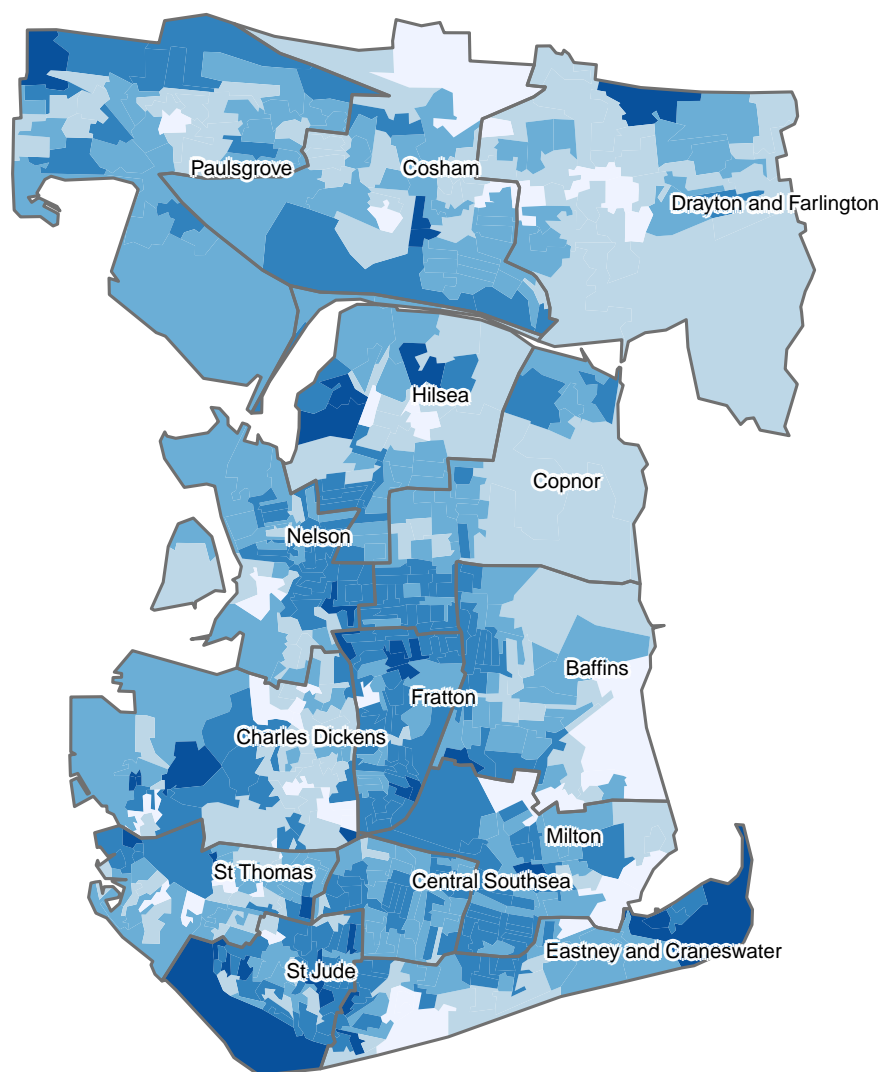 Paulsgrove
Cosham
Drayton and Farlington
Hilsea
Copnor
Nelson
Baffins
Fratton
Charles Dickens
Milton
St Thomas
Central Southsea
Eastney and Craneswater
St Jude